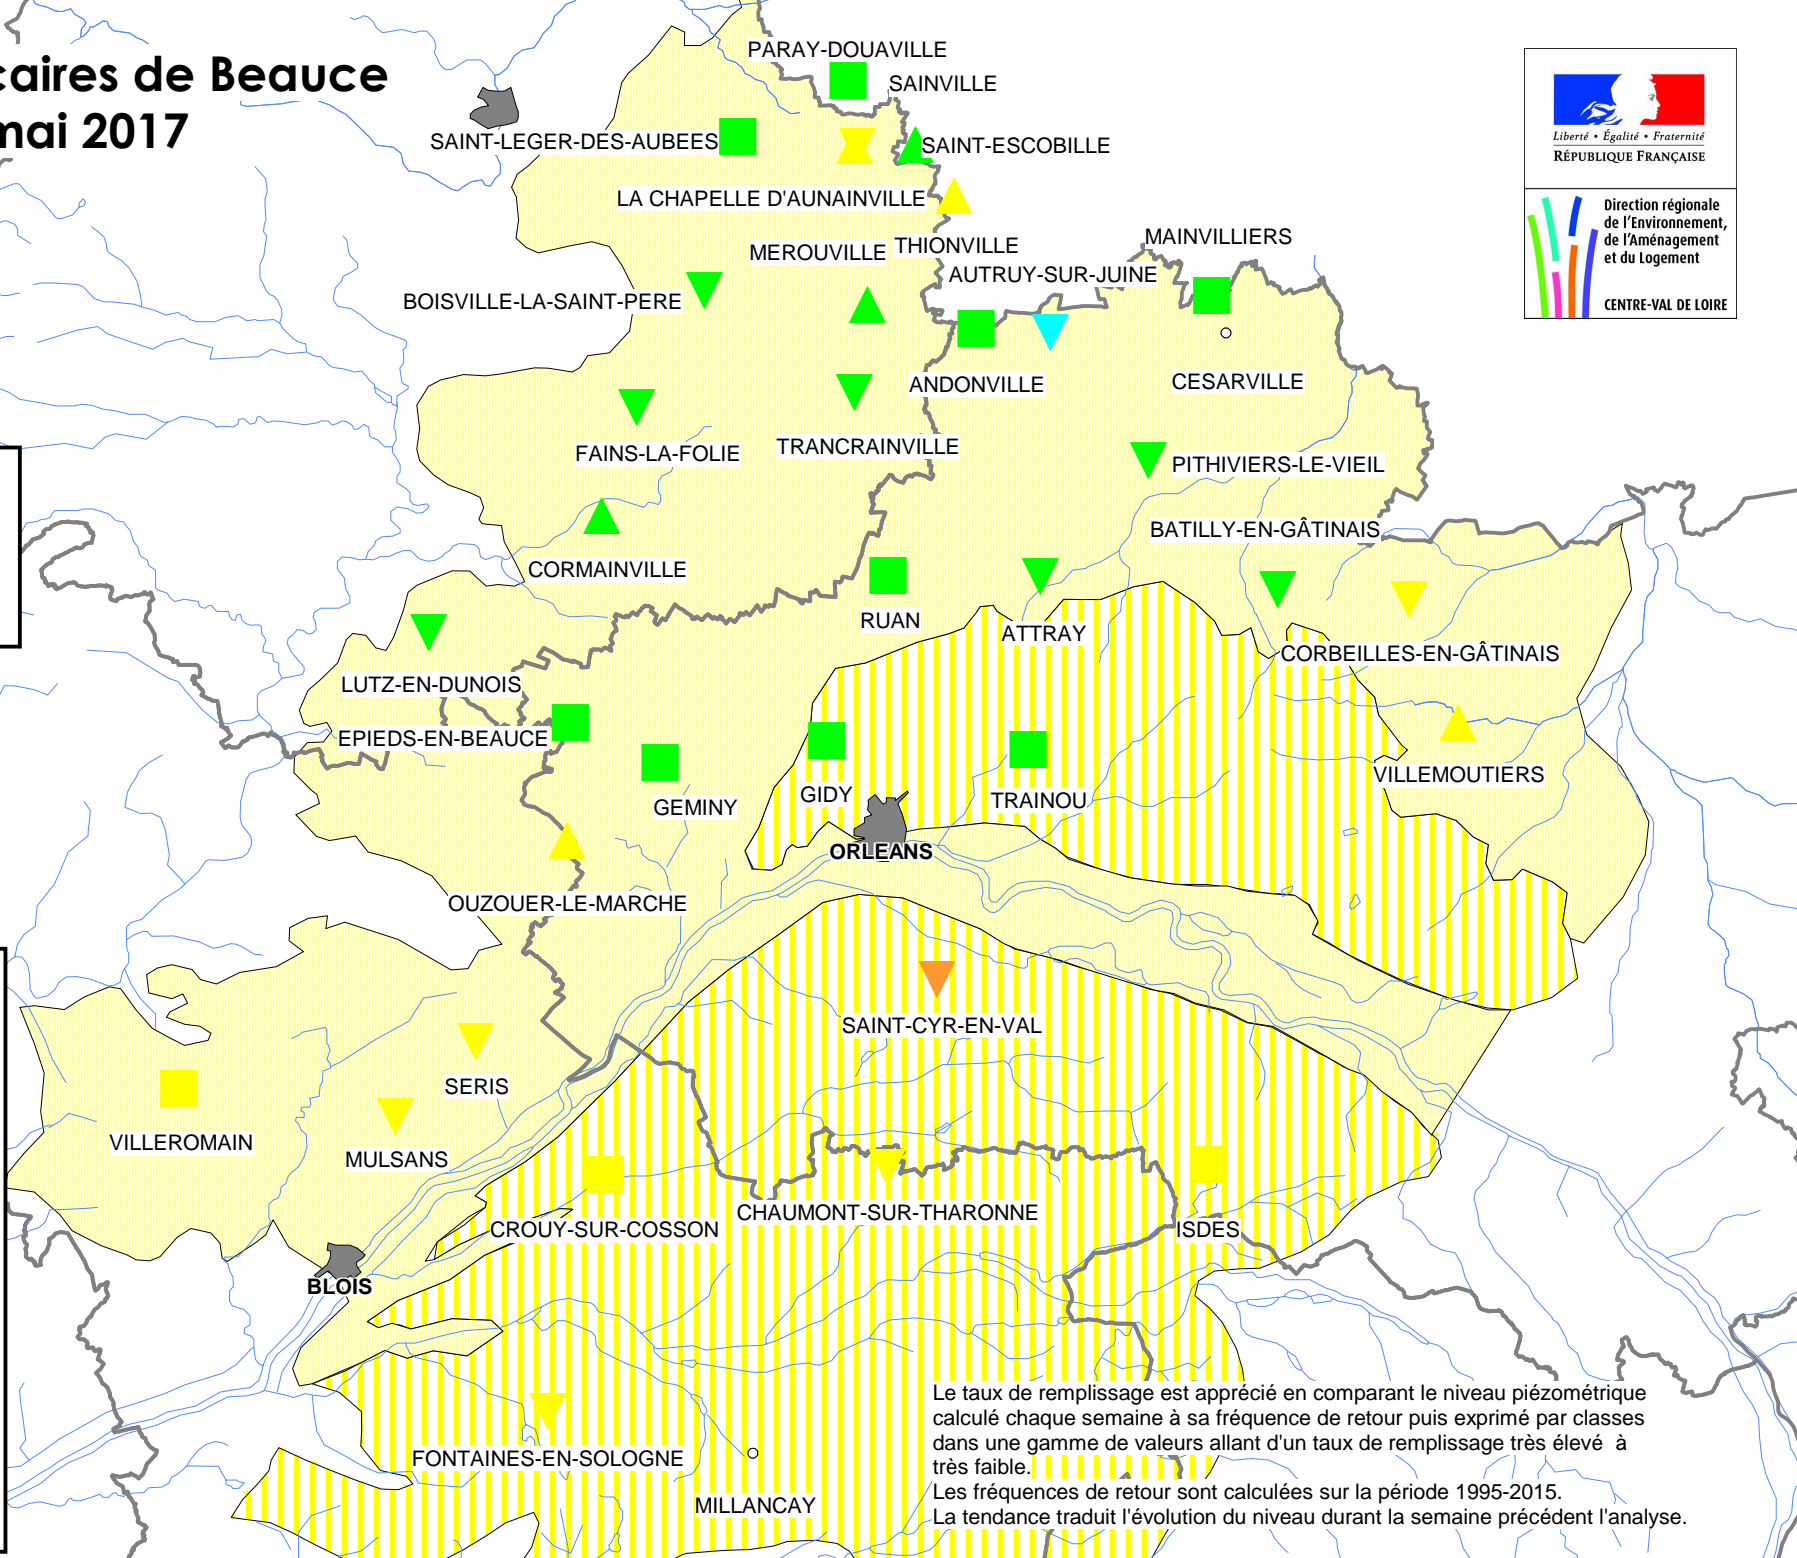 caires de Beauce
mai 2017
PARAY-DOUAVILLE
SAINVILLE
SAINT-LEGER-DES-AUBEES
SAINT-ESCOBILLE
LA CHAPELLE D'AUNAINVILLE
MEROUVILLE
THIONVILLE
MAINVILLIERS
AUTRUY-SUR-JUINE
BOISVILLE-LA-SAINT-PERE
ANDONVILLE
CESARVILLE
FAINS-LA-FOLIE
TRANCRAINVILLE
PITHIVIERS-LE-VIEIL
BATILLY-EN-GÂTINAIS
CORMAINVILLE
RUAN
ATTRAY
CORBEILLES-EN-GÂTINAIS
LUTZ-EN-DUNOIS
EPIEDS-EN-BEAUCE
VILLEMOUTIERS
GEMINY
GIDY
TRAINOU
ORLEANS
OUZOUER-LE-MARCHE
SAINT-CYR-EN-VAL
SERIS
VILLEROMAIN
MULSANS
CROUY-SUR-COSSON
CHAUMONT-SUR-THARONNE
ISDES
BLOIS
FONTAINES-EN-SOLOGNE
MILLANCAY
Liberté • Égalité • Fraternité
RÉPUBLIQUE FRANÇAISE
Direction régionale
de l'Environnement,
de l'Aménagement
et du Logement
CENTRE-VAL DE LOIRE
Le taux de remplissage est apprécié en comparant le niveau piézométrique
calculé chaque semaine à sa fréquence de retour puis exprimé par classes
dans une gamme de valeurs allant d'un taux de remplissage très élevé à
très faible.
Les fréquences de retour sont calculées sur la période 1995-2015.
La tendance traduit l'évolution du niveau durant la semaine précédent l'analyse.